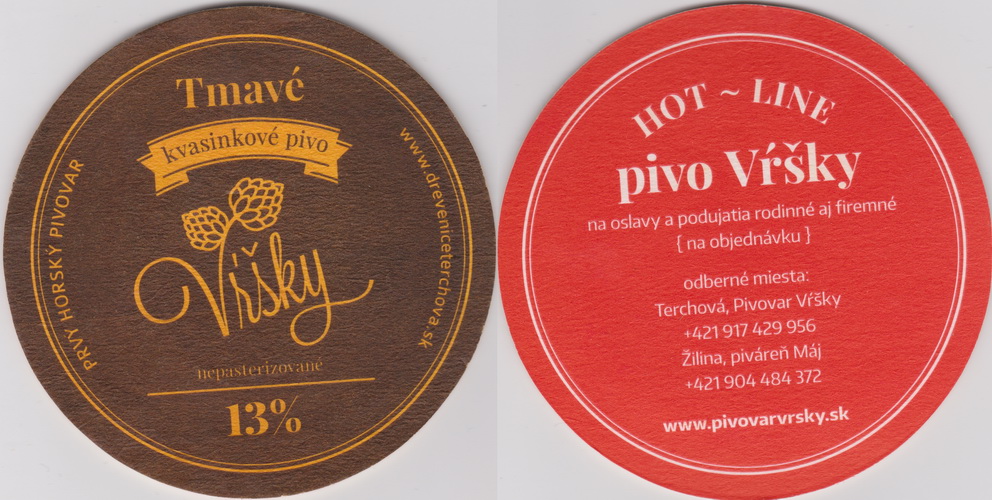 Tmavé
kvasinkové pivo
PRVÝ HORSKÝ PIVOVAR
www.dreveniceterchova.sk
Vŕšky
nepasterizované
13%
HOT ~ LINE
pivo Vŕšky
na oslavy a podujatia rodinné aj firemné
{ na objednávku }
odberné miesta:
Terchová, Pivovar Vŕšky
+421 917 429 956
Žilina, piváreň Máj
+421 904 484 372
www.pivovarvrsky.sk